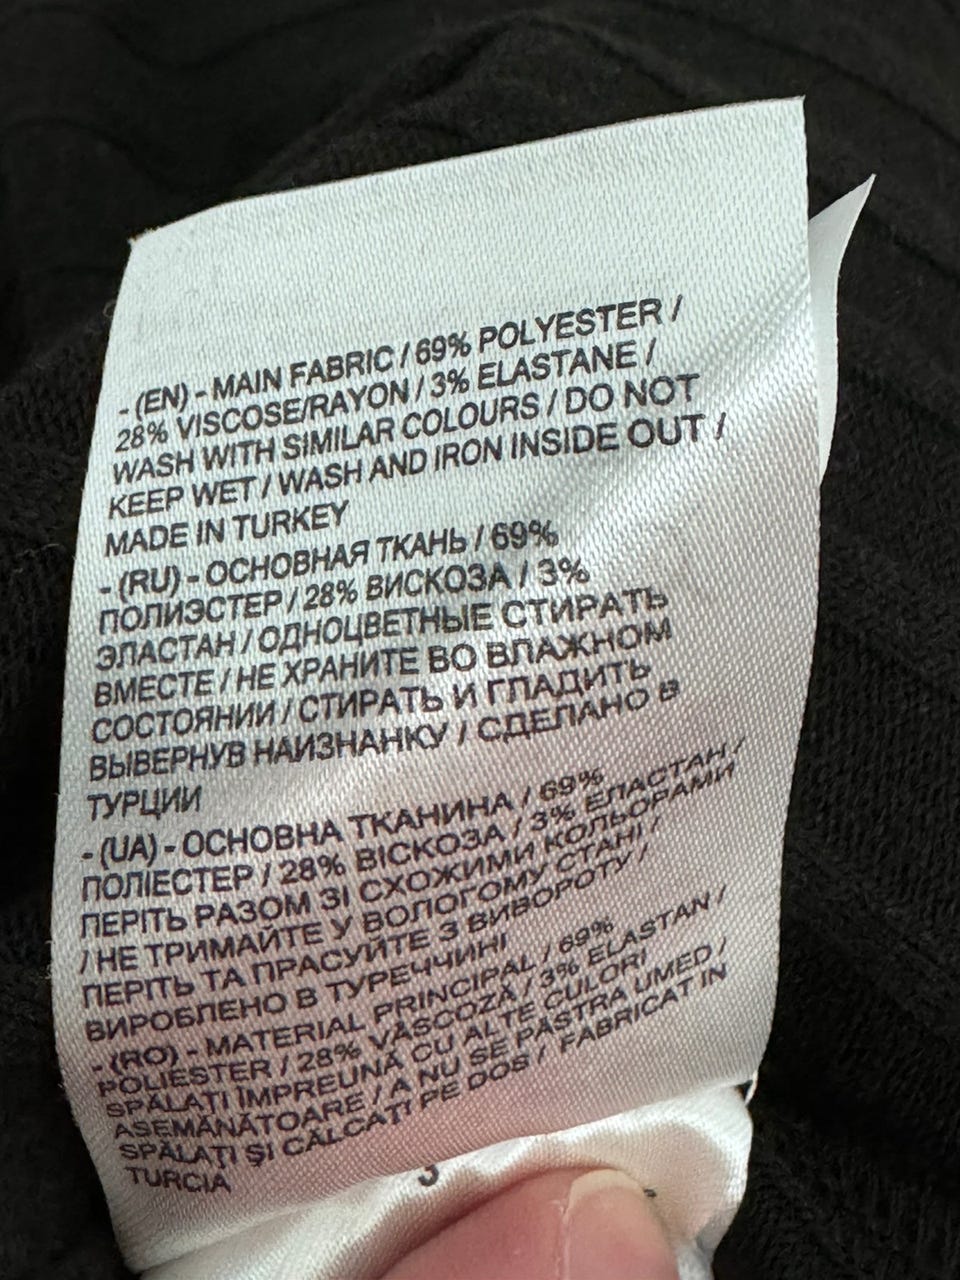 - (EN) - MAIN FABRIC / 69% POLYESTER /
28% VISCOSE/RAYON / 3% ELASTANE /
WASH WITH SIMILAR COLOURS / DO NOT
KEEP WET / WASH AND IRON INSIDE OUT /
MADE IN TURKEY
- (RU) - ОСНОВНАЯ ТКАНЬ / 69%
ПОЛИЭСТЕР / 28% ВИСКОЗА / 3%
ЭЛАСТАН / ОДНОЦВЕТНЫЕ СТИРАТЬ
ВМЕСТЕ / НЕ ХРАНИТЕ ВО ВЛАЖНОМ
СОСТОЯНИИ / СТИРАТЬ И ГЛАДИТЬ
ВЫВЕРНУВ НАИЗНАНКУ / СДЕЛАНО В
ТУРЦИИ
- (UA) - ОСНОВНА ТКАНИНА / 69%
ПОЛІЕСТЕР / 28% ВІСКОЗА / 3% ЕЛАСТАН /
ПЕРІТЬ РАЗОМ ЗІ СХОЖИМИ КОЛЬОРАМИ
/ НЕ ТРИМАЙТЕ У ВОЛОГОМУ СТАНІ /
ПЕРІТЬ ТА ПРАСУЙТЕ З ВИВОРОТУ /
ВИРОБЛЕНО В ТУРЕЧЧИНІ
- (RO) - MATERIAL PRINCIPAL / 69%
POLIESTER / 28% VÂSCOZĂ / 3% ELASTAN /
SPĂLAŢI ÎMPREUNĂ CU ALTE CULORI
ASEMĂNĂTOARE / A NU SE PĂSTRA UMED /
SPĂLAŢI ŞI CĂLCAŢI PE DOS / FABRICAT IN
TURCIA